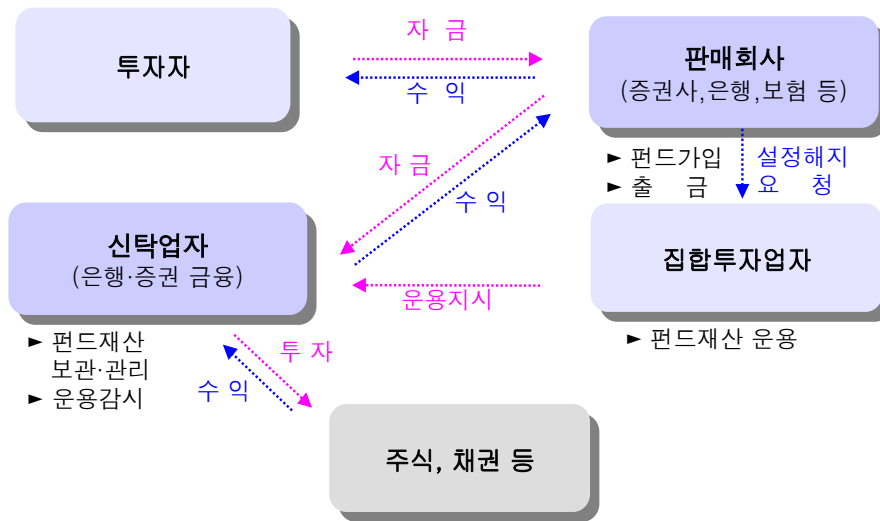 투자자
자 금
수 익
판매회사
(증권사,은행,보험 등)
► 펀드가입
► 출 금
설정해지
요 청
자 금
수 익
신탁업자
(은행·증권 금융)
► 펀드재산
보관·관리
► 운용감시
집합투자업자
► 펀드재산 운용
운용지시
투 자
수 익
주식, 채권 등